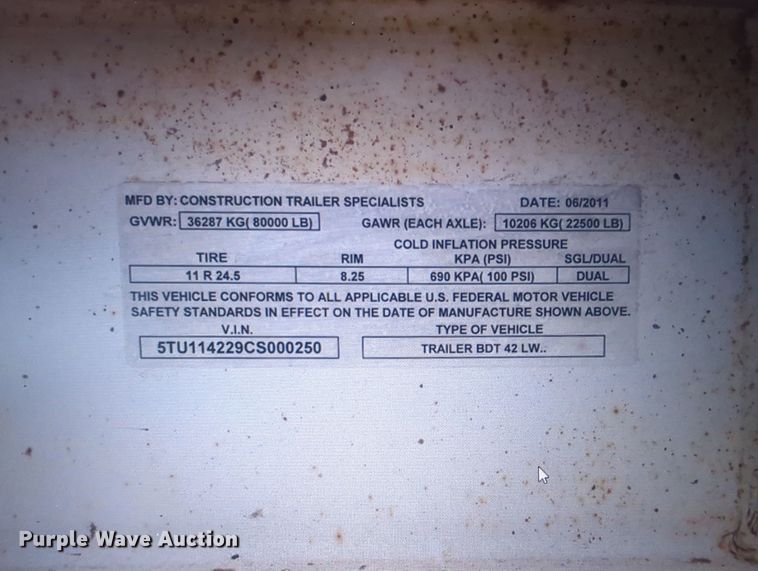 MFD BY: CONSTRUCTION TRAILER SPECIALISTS DATE: 06/2011
GVWR: 36287 KG( 80000 LB) GAWR (EACH AXLE): 10206 KG( 22500 LB)
COLD INFLATION PRESSURE
TIRE RIM KPA (PSI) SGL/DUAL
11 R 24.5 8.25 690 KPA( 100 PSI) DUAL
THIS VEHICLE CONFORMS TO ALL APPLICABLE U.S. FEDERAL MOTOR VEHICLE
SAFETY STANDARDS IN EFFECT ON THE DATE OF MANUFACTURE SHOWN ABOVE.
V.I.N. TYPE OF VEHICLE
5TU114229CS000250 TRAILER BDT 42 LW..
Purple Wave Auction